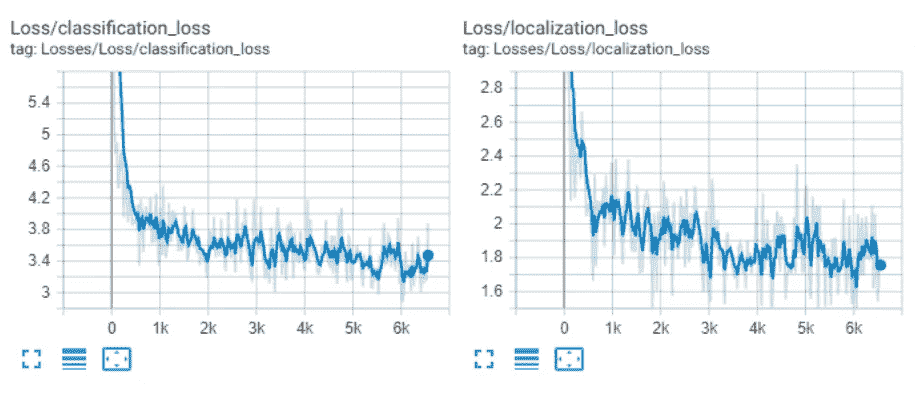 Loss/classification_loss
tag: Losses/Loss/classification_loss
5.4
5
4.6
4.2
3.8
3.4
3
0 1k 2k 3k 4k 5k 6k
Loss/localization_loss
tag: Losses/Loss/localization_loss
2.8
2.6
2.4
2.2
2
1.8
1.6
0 1k 2k 3k 4k 5k 6k